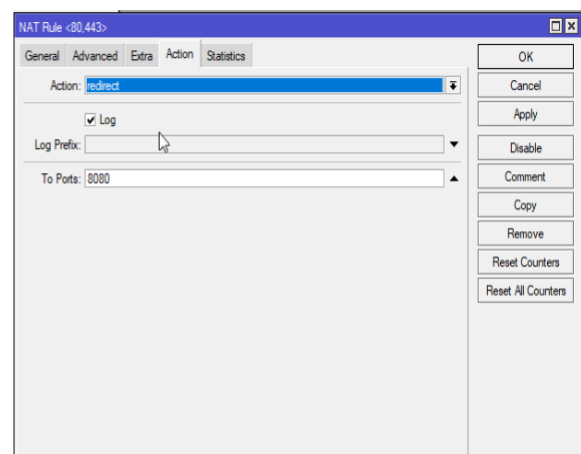 NAT Rule <80,443>
General Advanced Extra Action Statistics
Action: redirect
Log
Log Prefix:
To Ports: 8080
OK
Cancel
Apply
Disable
Comment
Copy
Remove
Reset Counters
Reset All Counters